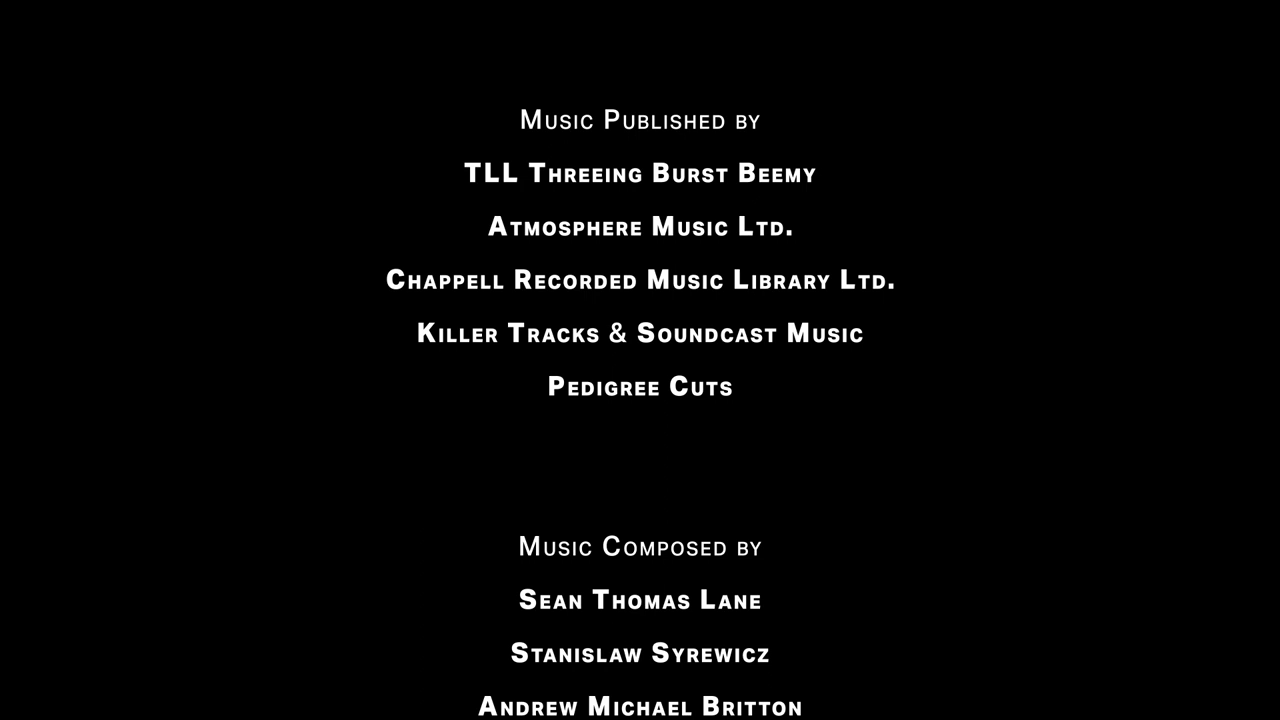 Music Published by
TLL Threeing Burst Beemy
Atmosphere Music Ltd.
Chappell Recorded Music Library Ltd.
Killer Tracks & Soundcast Music
Pedigree Cuts
Music Composed by
Sean Thomas Lane
Stanislaw Syrewicz
Andrew Michael Britton